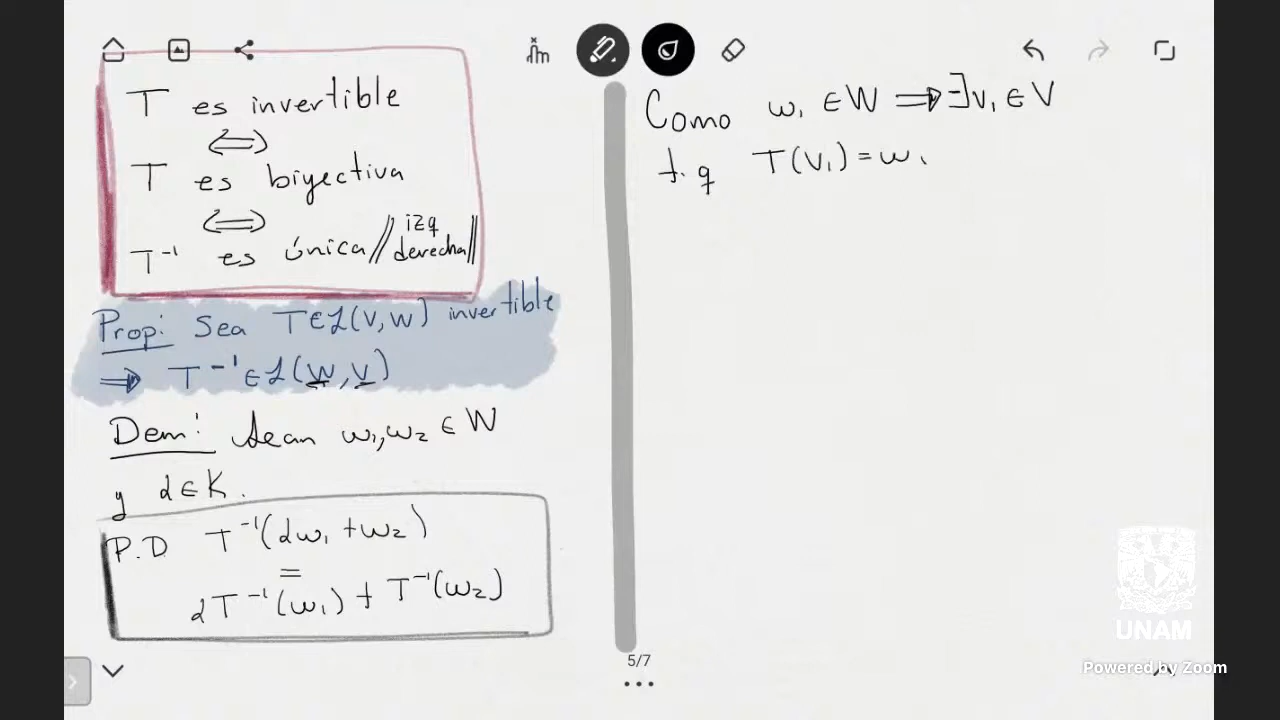 T es invertible
⟺
T es biyectiva
⟺
T⁻¹ es única // izq derecha //
Prop: Sea T∈ℒ(V,W) invertible
⟹ T⁻¹∈ℒ(W,V)
Dem: Sean w₁,w₂ ∈ W
y α∈K.
P.D T⁻¹(αw₁+w₂)
=
αT⁻¹(w₁) + T⁻¹(w₂)
Como w₁ ∈W ⟹ ∃v₁∈V
t.q T(v₁)=w₁
5/7
UNAM
Powered by Zoom